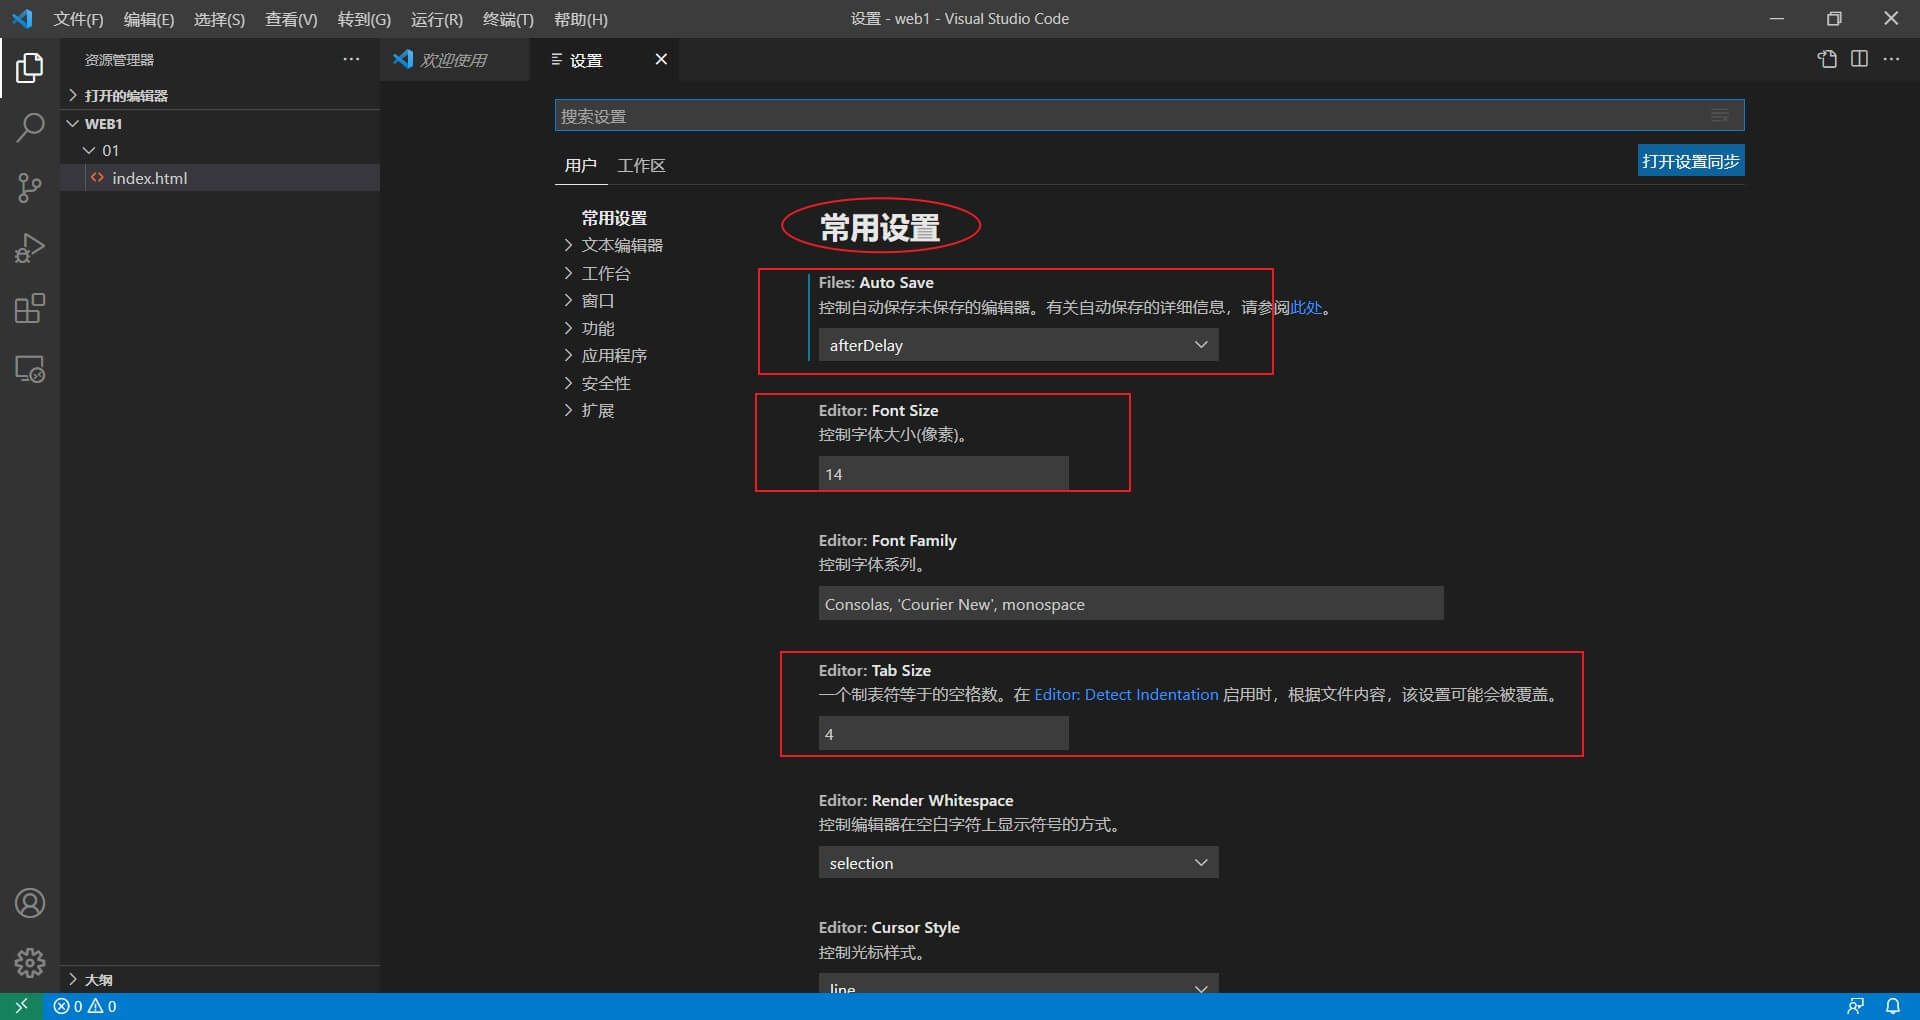 文件(F) 编辑(E) 选择(S) 查看(V) 转到(G) 运行(R) 终端(T) 帮助(H)
设置 - web1 - Visual Studio Code
资源管理器
欢迎使用
设置
打开的编辑器
WEB1
01
index.html
大纲
搜索设置
用户 工作区
打开设置同步
常用设置
文本编辑器
工作台
窗口
功能
应用程序
安全性
扩展
常用设置
Files: Auto Save
控制自动保存未保存的编辑器。有关自动保存的详细信息，请参阅此处。
afterDelay
Editor: Font Size
控制字体大小(像素)。
14
Editor: Font Family
控制字体系列。
Consolas, 'Courier New', monospace
Editor: Tab Size
一个制表符等于的空格数。在 Editor: Detect Indentation 启用时，根据文件内容，该设置可能会被覆盖。
4
Editor: Render Whitespace
控制编辑器在空白字符上显示符号的方式。
selection
Editor: Cursor Style
控制光标样式。
line
0 0